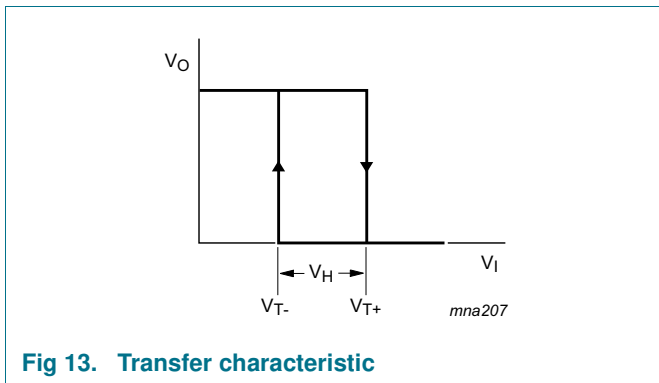 VO
VH
VI
VT-
VT+
mna207
Fig 13. Transfer characteristic